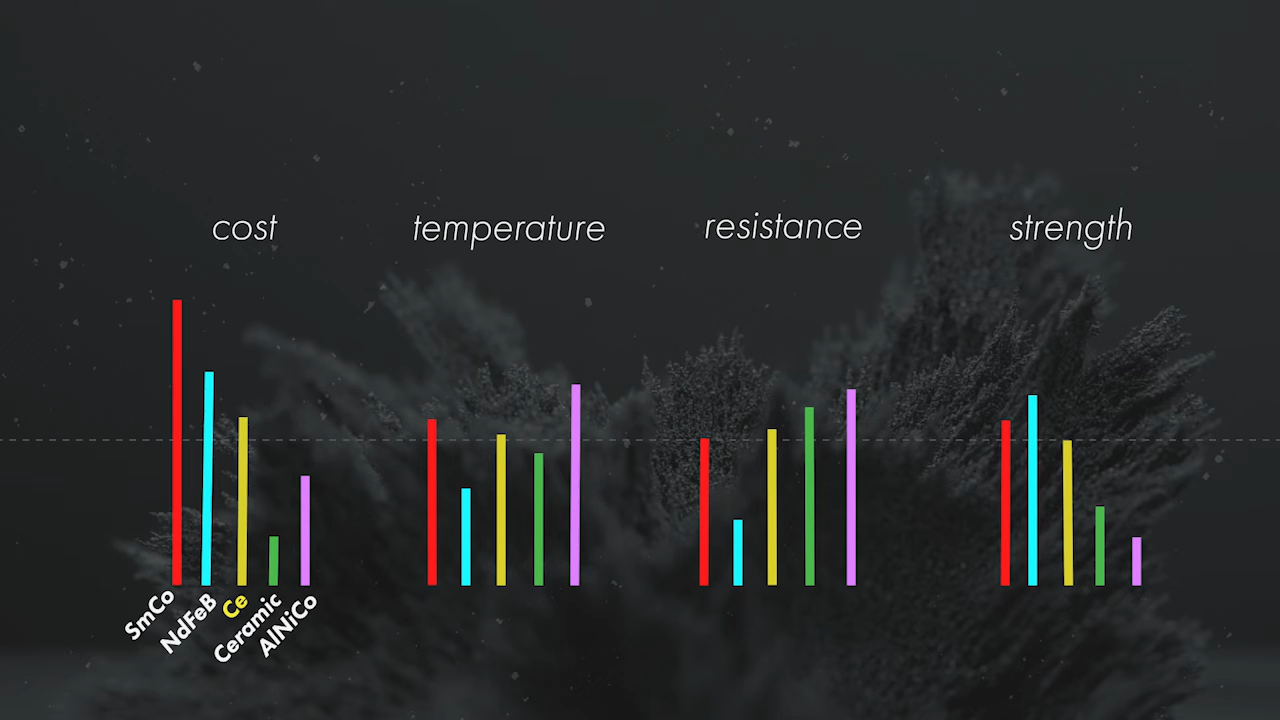 cost
temperature
resistance
strength
SmCo
NdFeB
Ce
Ceramic
AlNiCo